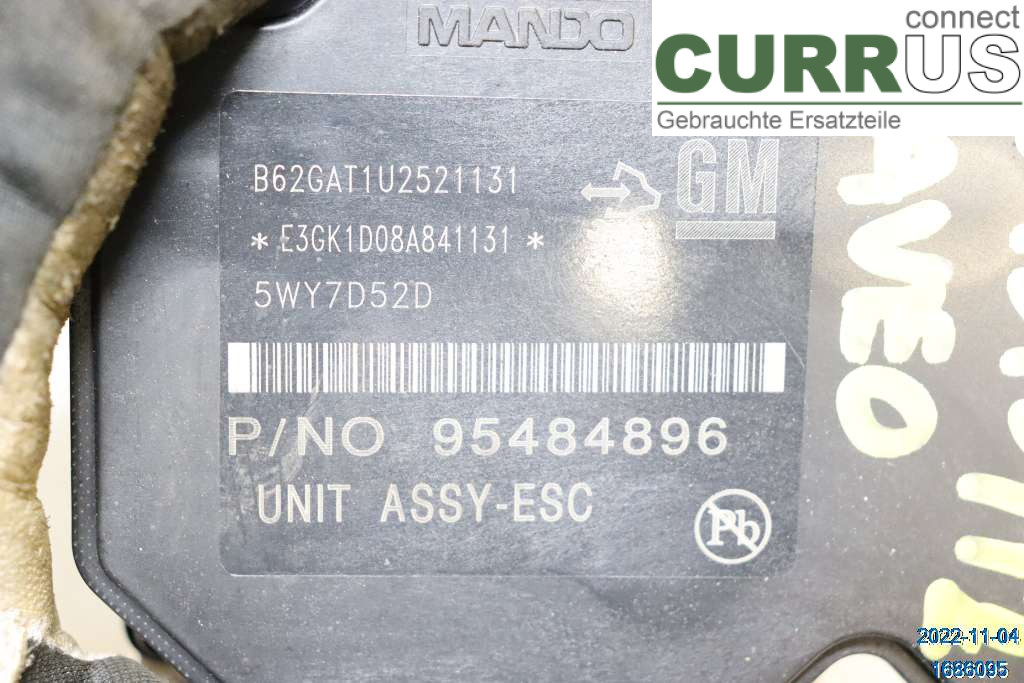 MANDO
connect
CURRUS
Gebrauchte Ersatzteile
B62GAT1U2521131
GM
* E3GK1D08A841131 *
5WY7D52D
P/NO 95484896
UNIT ASSY-ESC
Pb
AVEO
2022-11-04
1686095